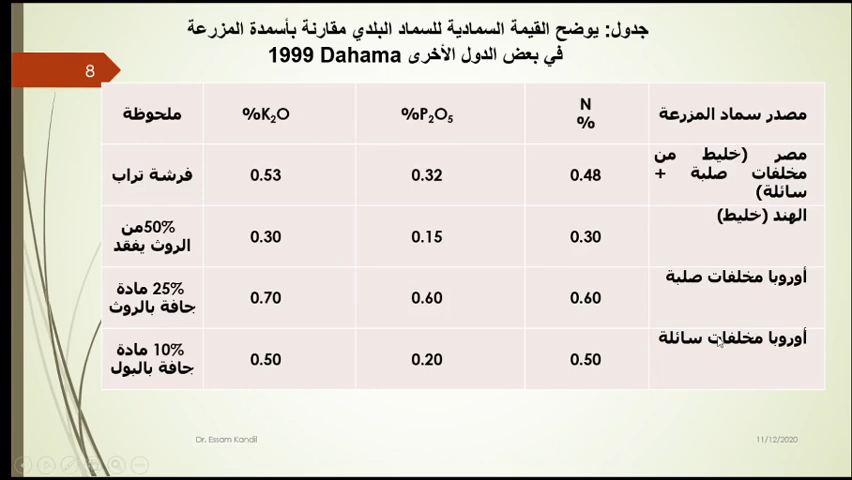 جدول: يوضح القيمة السمادية للسماد البلدي مقارنة بأسمدة المزرعة
في بعض الدول الأخرى Dahama 1999
8
مصدر سماد المزرعة
N
%
%P₂O₅
%K₂O
ملحوظة
مصر (خليط من
مخلفات صلبة +
سائلة)
0.48
0.32
0.53
فرشة تراب
الهند (خليط)
0.30
0.15
0.30
50%من
الروث يفقد
أوروبا مخلفات صلبة
0.60
0.60
0.70
25% مادة
جافة بالروث
أوروبا مخلفات سائلة
0.50
0.20
0.50
10% مادة
جافة بالبول
Dr. Essam Kandil
11/12/2020